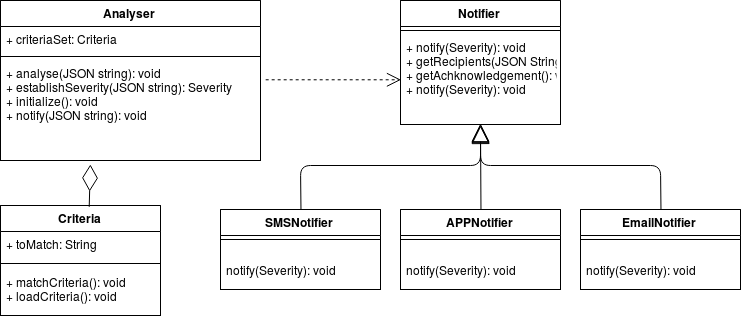 Analyser
+ criteriaSet: Criteria
+ analyse(JSON string): void
+ establishSeverity(JSON string): Severity
+ initialize(): void
+ notify(JSON string): void
Notifier
+ notify(Severity): void
+ getRecipients(JSON String
+ getAchknowledgement():
+ notify(Severity): void
Criteria
+ toMatch: String
+ matchCriteria(): void
+ loadCriteria(): void
SMSNotifier
notify(Severity): void
APPNotifier
notify(Severity): void
EmailNotifier
notify(Severity): void